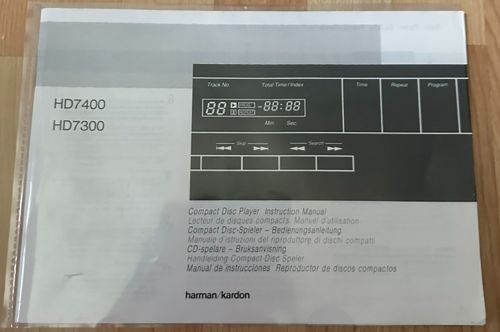 HD7400
HD7300
Track No Total Time/Index
88 -88:88
Min Sec
Time Repeat Program
Skip Search
Compact Disc Player Instruction Manual
Lecteur de disques compacts. Manuel d'utilisation
Compact Disc-Spieler – Bedienungsanleitung
Manuale d'istruzioni del riproduttore di dischi compatti
CD-spelare – Bruksanvisning
Handleiding Compact Disc Speler
Manual de instrucciones Reproductor de discos compactos
harman/kardon